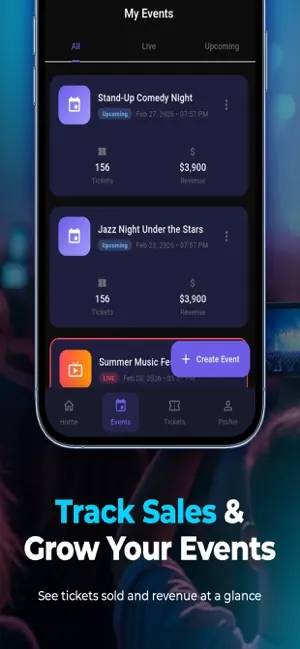 My Events
All Live Upcoming
Stand-Up Comedy Night
Upcoming Feb 27, 2026 • 07:57 PM
156 $3,900
Tickets Revenue
Jazz Night Under the Stars
Upcoming Feb 23, 2026 • 07:57 PM
156 $3,900
Tickets Revenue
Summer Music Fes
+ Create Event
LIVE Feb 20, 2026
Home Events Tickets Profile
Track Sales &
Grow Your Events
See tickets sold and revenue at a glance